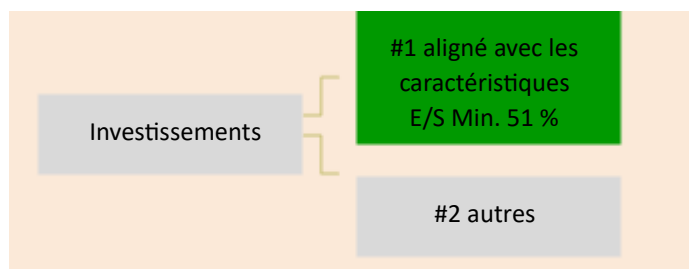 Investissements
#1 aligné avec les
caractéristiques
E/S Min. 51 %
#2 autres